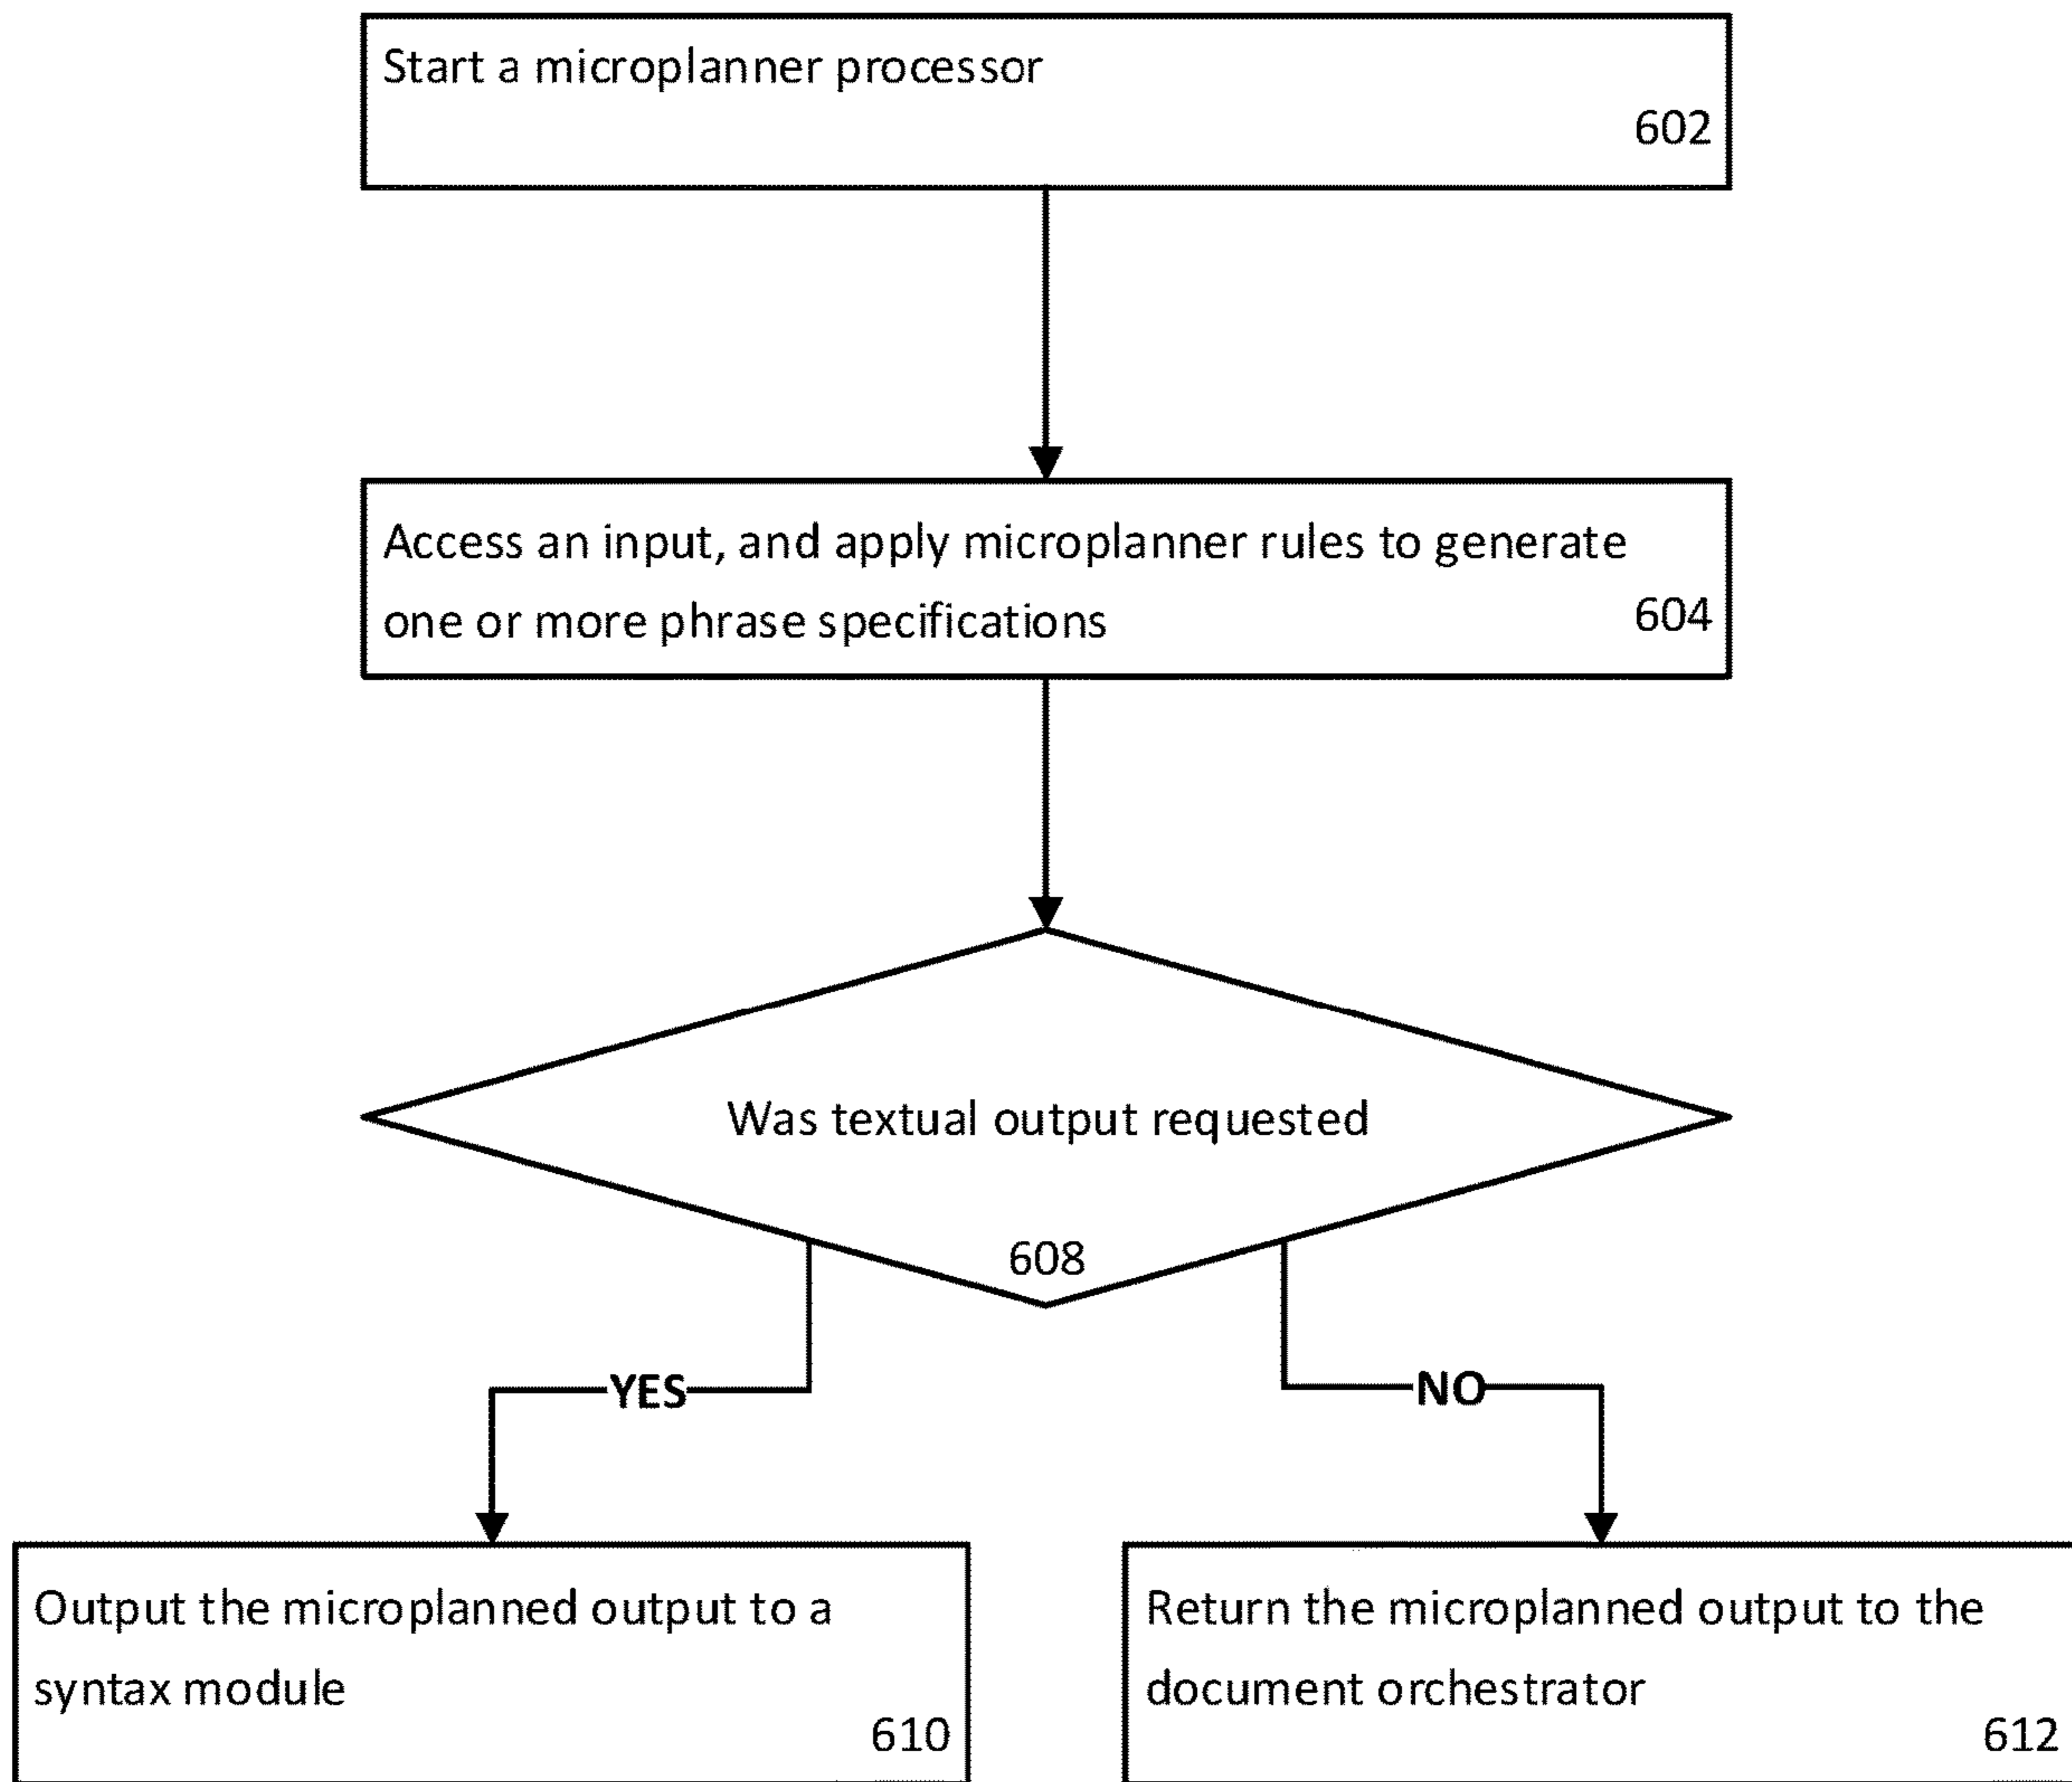 Start a microplanner processor
602
Access an input, and apply microplanner rules to generate
one or more phrase specifications
604
Was textual output requested
608
YES
NO
Output the microplanned output to a
syntax module
610
Return the microplanned output to the
document orchestrator
612